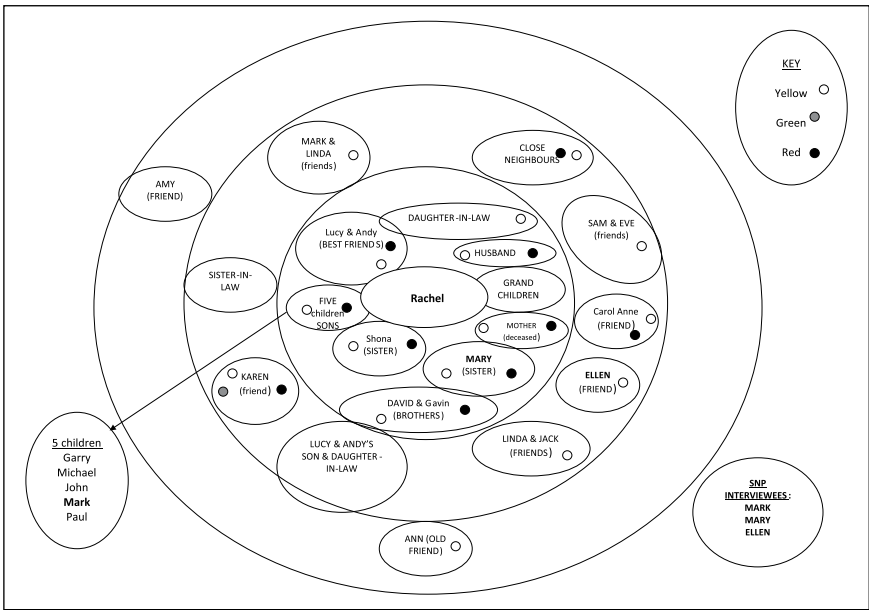 KEY
Yellow
Green
Red
MARK &
LINDA
(friends)
CLOSE
NEIGHBOURS
AMY
(FRIEND)
DAUGHTER-IN-LAW
SAM & EVE
(friends)
Lucy & Andy
(BEST FRIENDS)
HUSBAND
SISTER-IN-
LAW
GRAND
CHILDREN
Rachel
FIVE
children
SONS
Carol Anne
(FRIEND)
MOTHER
(deceased)
Shona
(SISTER)
MARY
(SISTER)
KAREN
(friend)
ELLEN
(FRIEND)
DAVID & Gavin
(BROTHERS)
5 children
Garry
Michael
John
Mark
Paul
LUCY & ANDY'S
SON & DAUGHTER -
IN-LAW
LINDA & JACK
(FRIENDS)
SNP
INTERVIEWEES:
MARK
MARY
ELLEN
ANN (OLD
FRIEND)